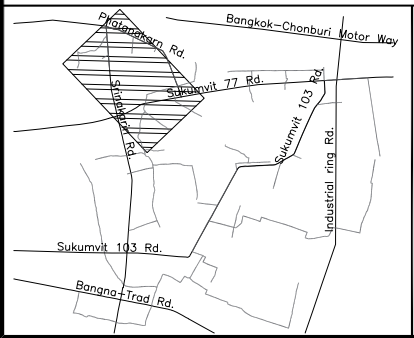 Phatanakarn Rd.
Bangkok-Chonburi Motor Way
Sukumvit 77 Rd.
Srinakarin Rd.
Sukumvit 103 Rd.
Industrial ring Rd.
Sukumvit 103 Rd.
Bangna-Trad Rd.